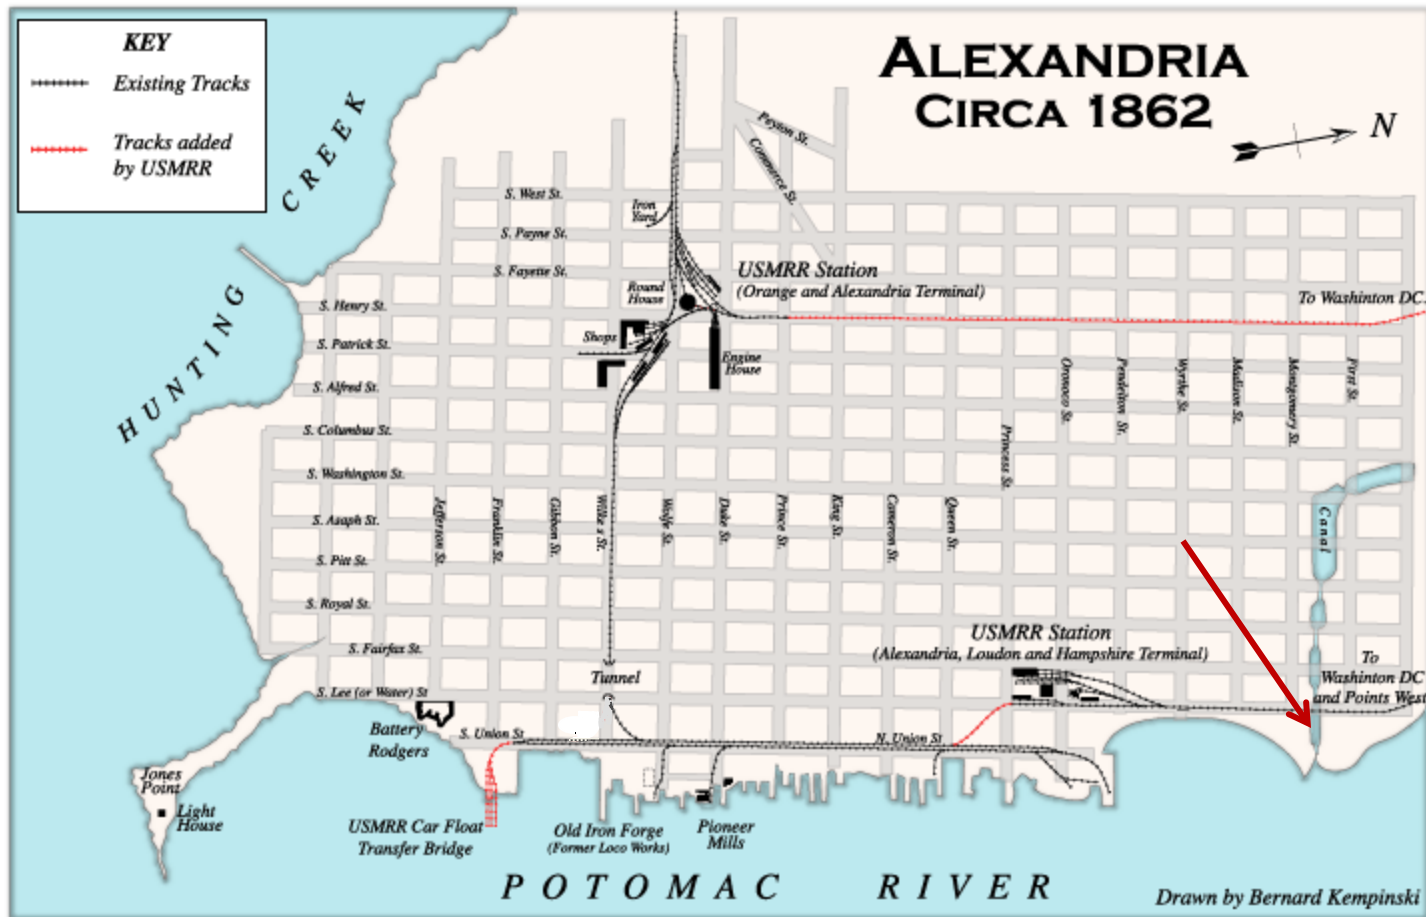 KEY
Existing Tracks
Tracks added
by USMRR
ALEXANDRIA
CIRCA 1862
N
HUNTING CREEK
Peyton St.
Commerce St.
S. West St.
Iron
Yard
S. Payne St.
S. Fayette St.
USMRR Station
(Orange and Alexandria Terminal)
Round
House
S. Henry St.
To Washinton DC.
Shops
S. Patrick St.
Engine
House
S. Alfred St.
Oronoco St.
Pendelton St.
Wythe St.
Madison St.
Montgomery St.
First St.
S. Columbus St.
Princess St.
S. Washington St.
Jefferson St.
Franklin St.
Gibbon St.
Wilke s St.
Wolfe St.
Duke St.
Prince St.
King St.
Cameron St.
Queen St.
Canal
S. Asaph St.
S. Pitt St.
S. Royal St.
S. Fairfax St.
USMRR Station
(Alexandria, Loudon and Hampshire Terminal)
To
Washinton DC
and Points West
Tunnel
S. Lee (or Water) St
Battery
Rodgers
S. Union St
N. Union St
Jones
Point
Light
House
USMRR Car Float
Transfer Bridge
Old Iron Forge
(Former Loco Works)
Pioneer
Mills
POTOMAC RIVER
Drawn by Bernard Kempinski